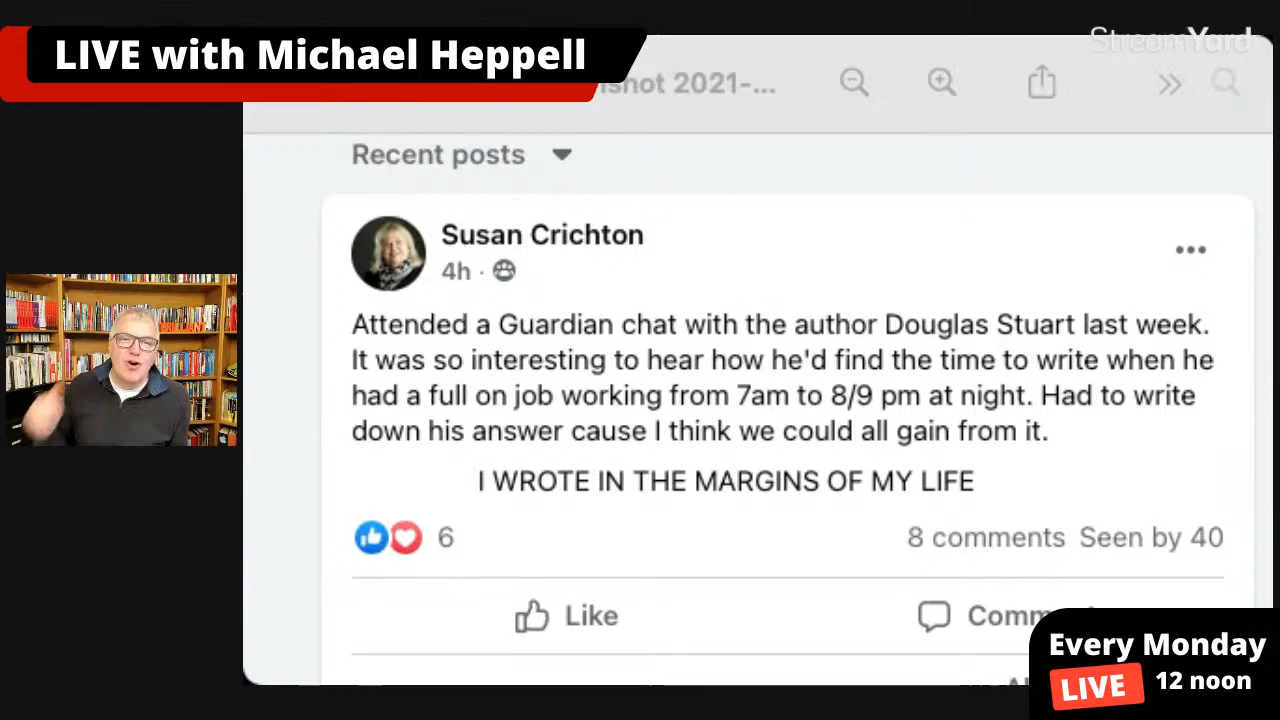 LIVE with Michael Heppell
StreamYard
shot 2021-...
Recent posts
Susan Crichton
4h ·
Attended a Guardian chat with the author Douglas Stuart last week.
It was so interesting to hear how he'd find the time to write when he
had a full on job working from 7am to 8/9 pm at night. Had to write
down his answer cause I think we could all gain from it.
I WROTE IN THE MARGINS OF MY LIFE
6
8 comments Seen by 40
Like
Comm
Every Monday
LIVE 12 noon